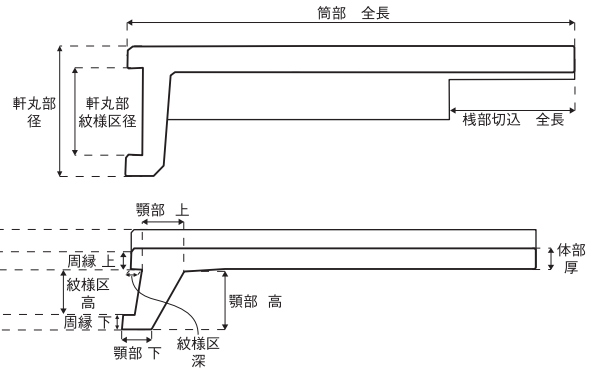 筒部 全長
軒丸部
径
軒丸部
紋様区径
桟部切込 全長
顎部 上
周縁 上
体部
厚
紋様区
高
顎部 高
周縁 下
顎部 下
紋様区
深